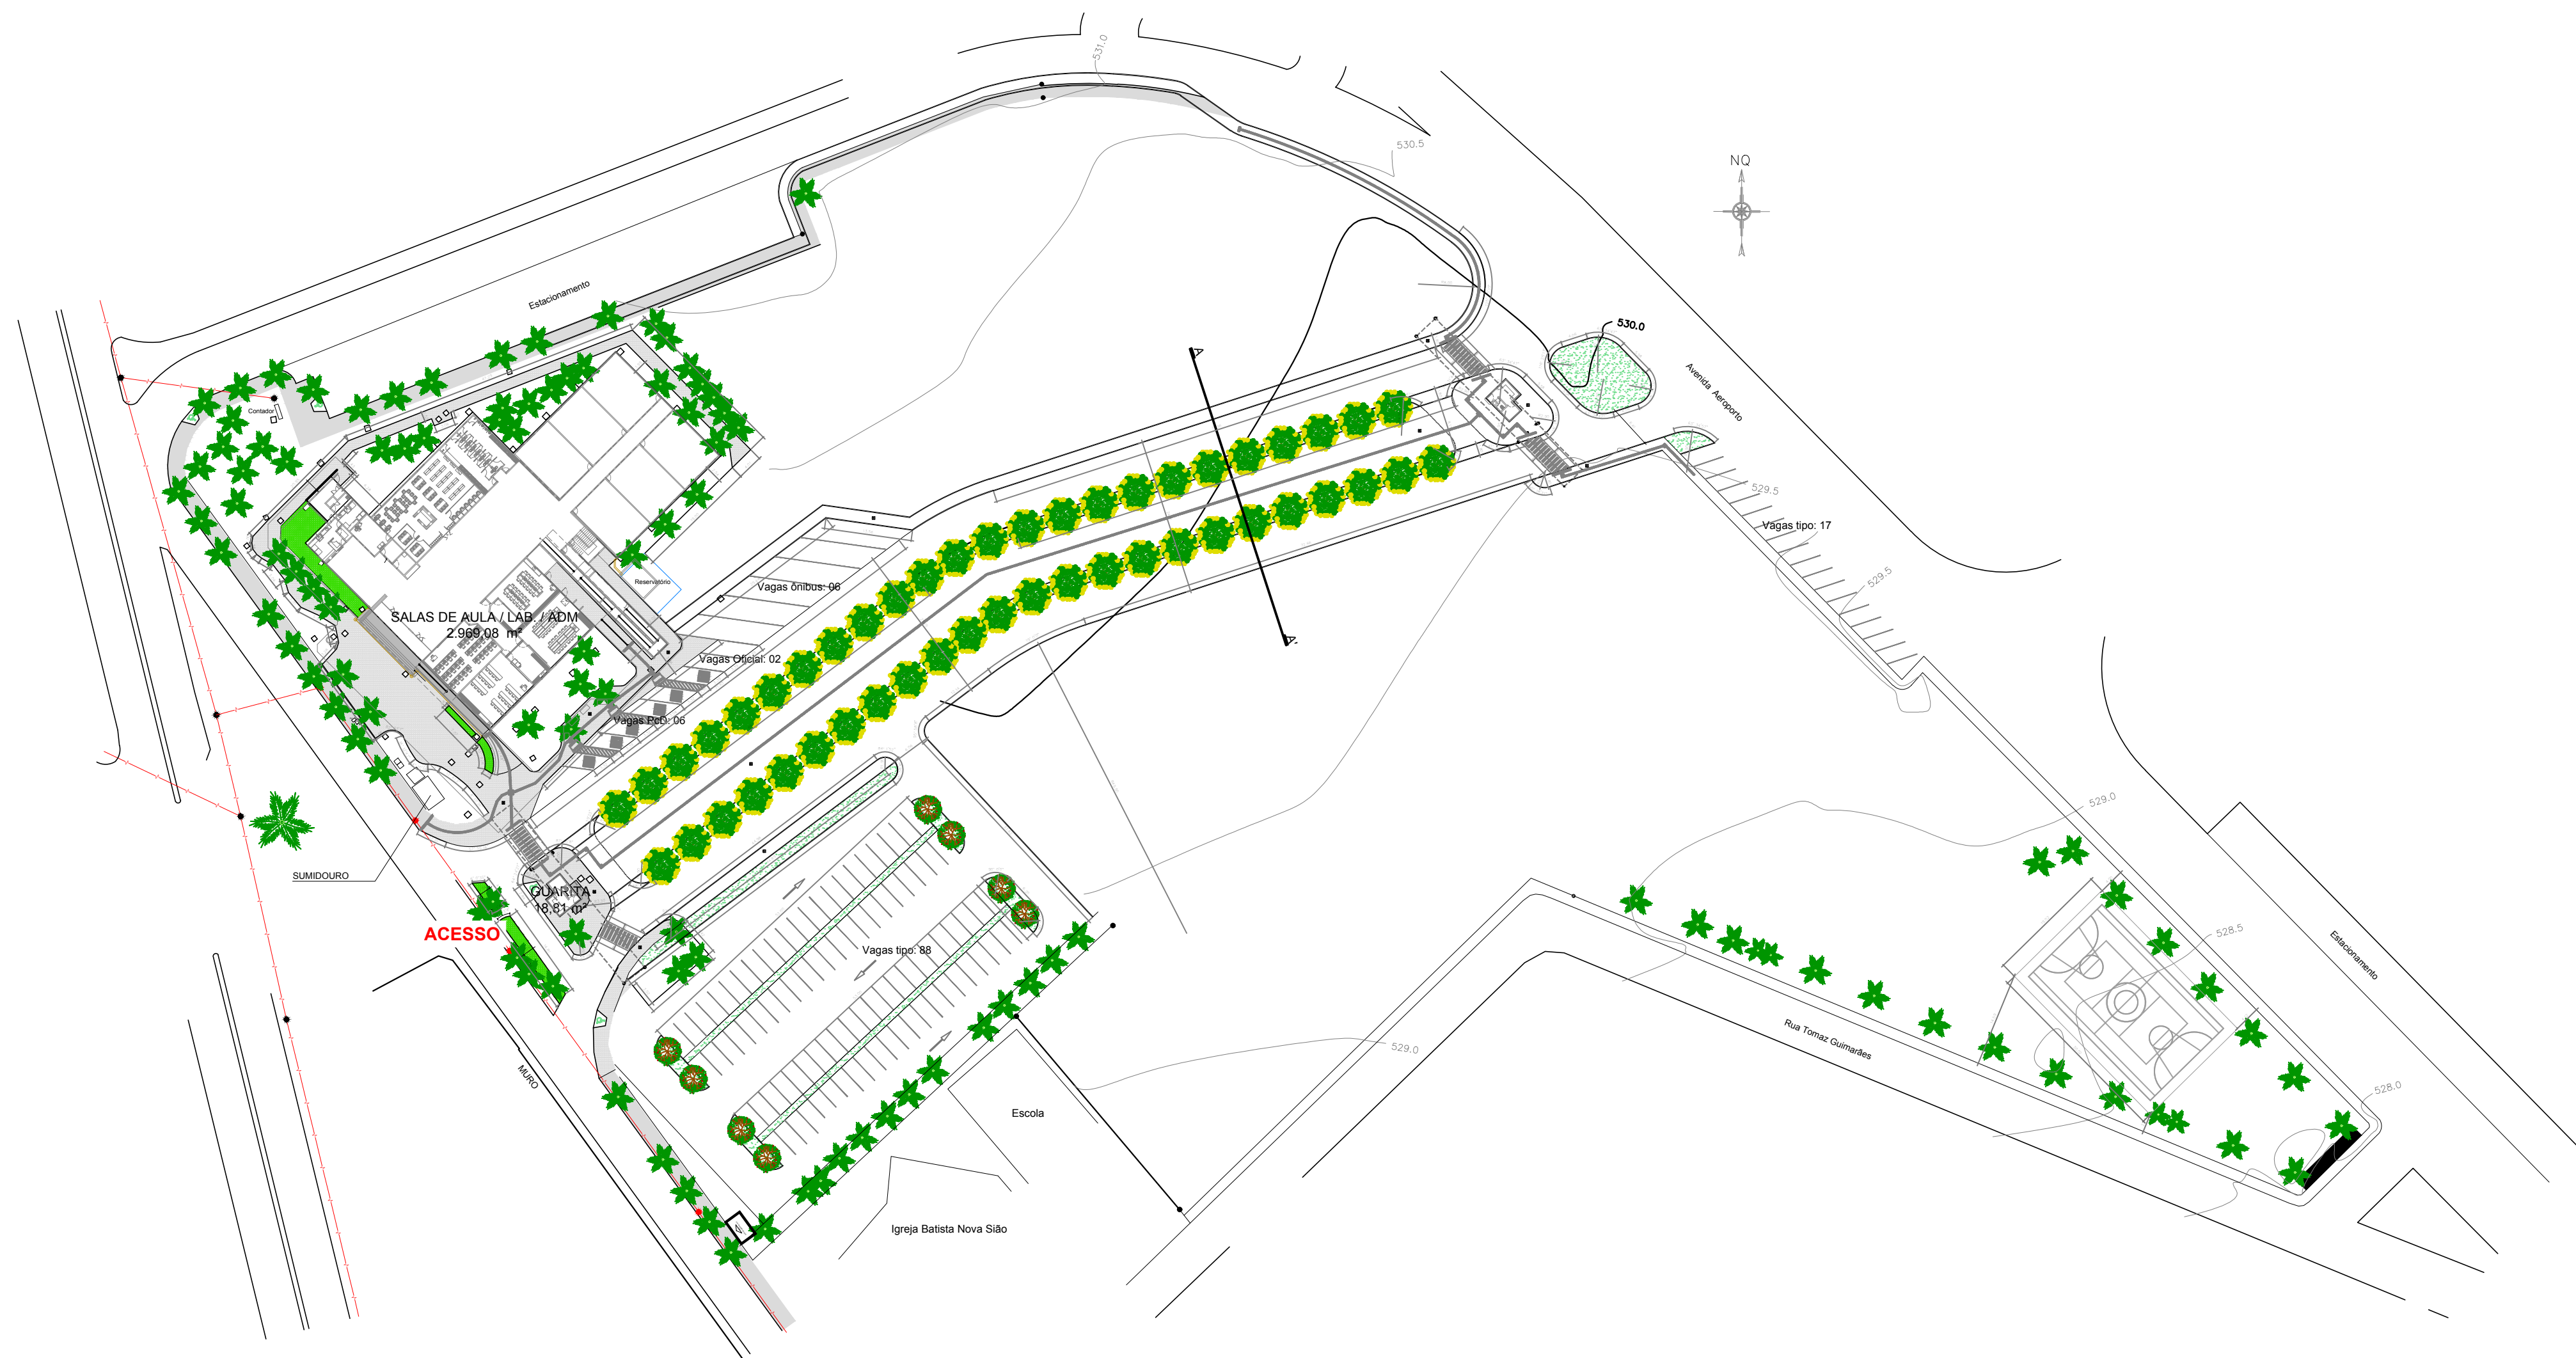 531.0
530.5
NQ
Estacionamento
530.0
A
Avenida Aeroporto
Contador
529.5
Vagas tipo: 17
529.5
Reservatório
Vagas ônibus: 06
SALAS DE AULA / LAB. / ADM
2.969,08 m²
A'
Vagas Oficial: 02
Vagas PcD: 06
529.0
SUMIDOURO
GUARITA
18,81 m²
ACESSO
Vagas tipo: 88
528.5
Estacionamento
Rua Tomaz Guimarães
529.0
MURO
528.0
Escola
Igreja Batista Nova Sião